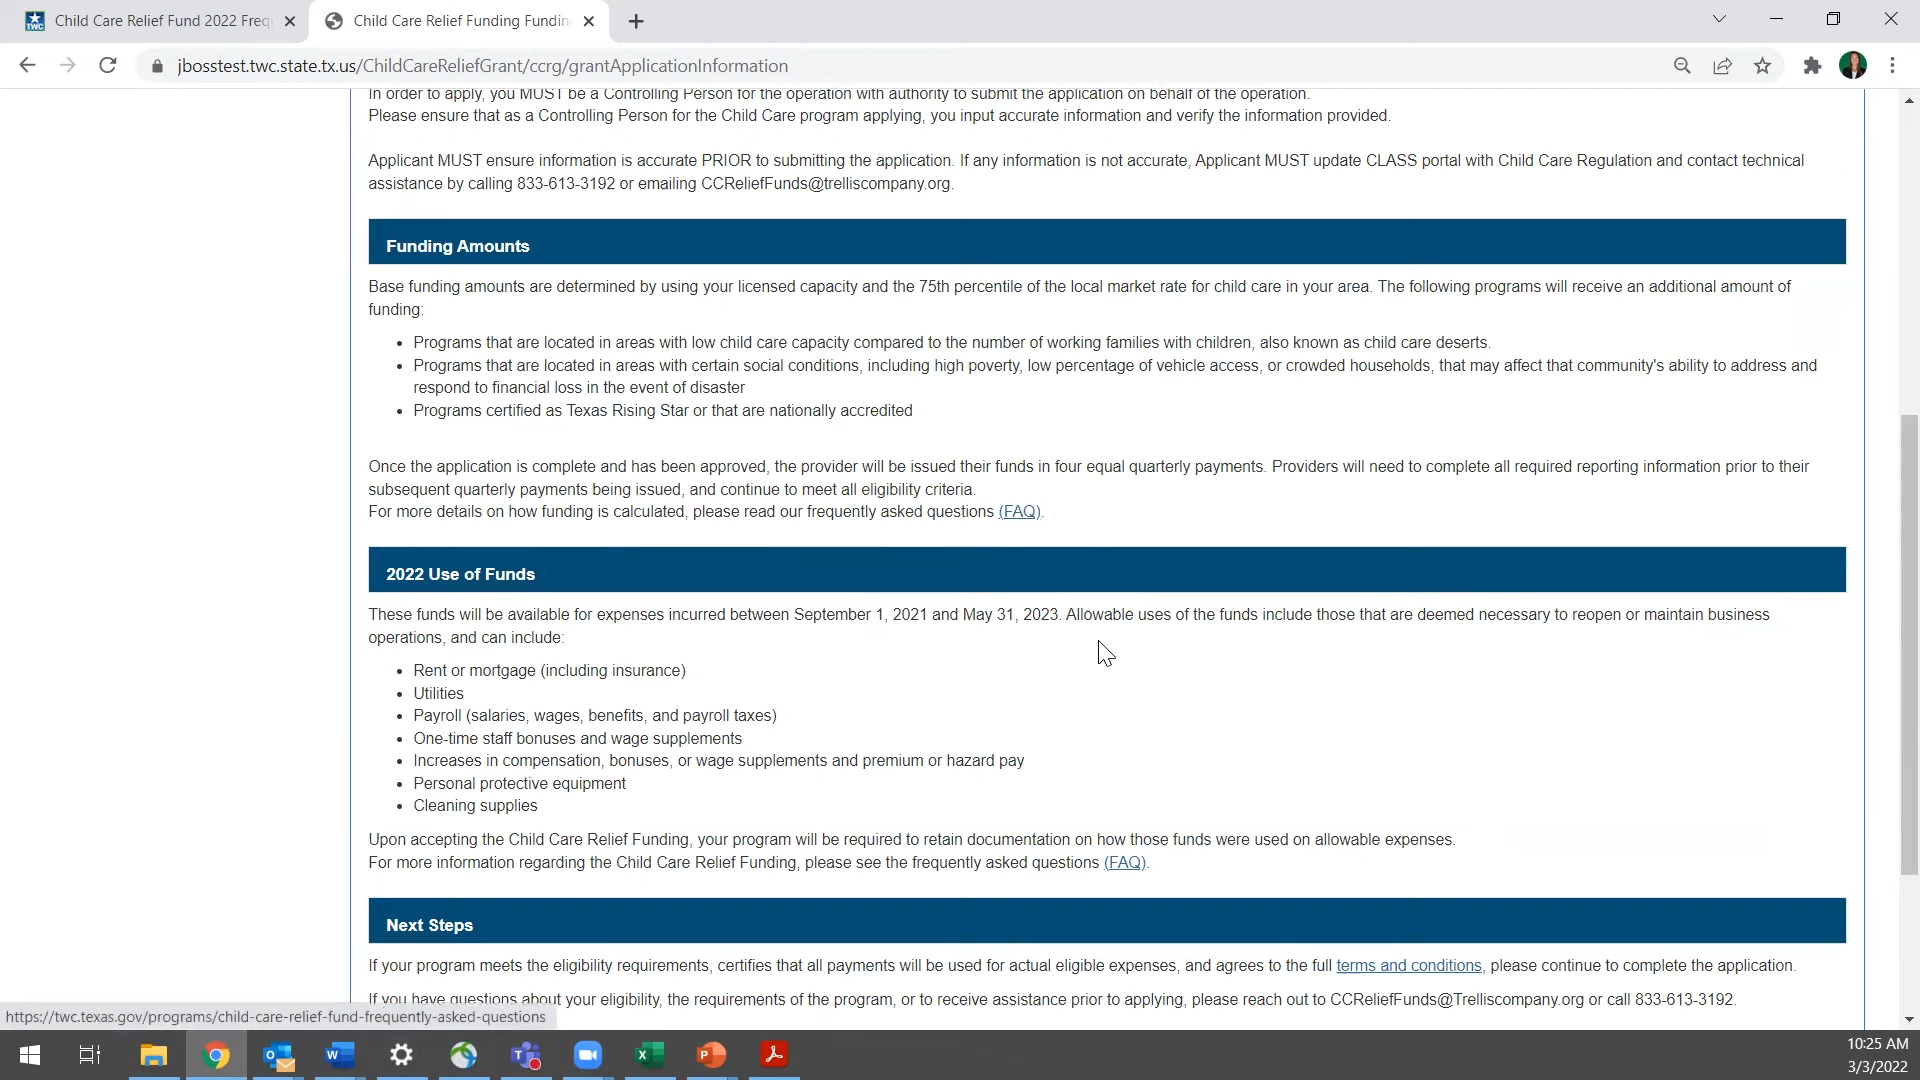 Child Care Relief Fund 2022 Freq
Child Care Relief Funding Fundin
jbosstest.twc.state.tx.us/ChildCareReliefGrant/ccrg/grantApplicationInformation
In order to apply, you MUST be a Controlling Person for the operation with authority to submit the application on behalf of the operation.
Please ensure that as a Controlling Person for the Child Care program applying, you input accurate information and verify the information provided.
Applicant MUST ensure information is accurate PRIOR to submitting the application. If any information is not accurate, Applicant MUST update CLASS portal with Child Care Regulation and contact technical
assistance by calling 833-613-3192 or emailing CCReliefFunds@trelliscompany.org.
Funding Amounts
Base funding amounts are determined by using your licensed capacity and the 75th percentile of the local market rate for child care in your area. The following programs will receive an additional amount of
funding:
• Programs that are located in areas with low child care capacity compared to the number of working families with children, also known as child care deserts.
• Programs that are located in areas with certain social conditions, including high poverty, low percentage of vehicle access, or crowded households, that may affect that community's ability to address and
respond to financial loss in the event of disaster
• Programs certified as Texas Rising Star or that are nationally accredited
Once the application is complete and has been approved, the provider will be issued their funds in four equal quarterly payments. Providers will need to complete all required reporting information prior to their
subsequent quarterly payments being issued, and continue to meet all eligibility criteria.
For more details on how funding is calculated, please read our frequently asked questions (FAQ).
2022 Use of Funds
These funds will be available for expenses incurred between September 1, 2021 and May 31, 2023. Allowable uses of the funds include those that are deemed necessary to reopen or maintain business
operations, and can include:
• Rent or mortgage (including insurance)
• Utilities
• Payroll (salaries, wages, benefits, and payroll taxes)
• One-time staff bonuses and wage supplements
• Increases in compensation, bonuses, or wage supplements and premium or hazard pay
• Personal protective equipment
• Cleaning supplies
Upon accepting the Child Care Relief Funding, your program will be required to retain documentation on how those funds were used on allowable expenses.
For more information regarding the Child Care Relief Funding, please see the frequently asked questions (FAQ).
Next Steps
If your program meets the eligibility requirements, certifies that all payments will be used for actual eligible expenses, and agrees to the full terms and conditions, please continue to complete the application.
If you have questions about your eligibility, the requirements of the program, or to receive assistance prior to applying, please reach out to CCReliefFunds@Trelliscompany.org or call 833-613-3192.
https://twc.texas.gov/programs/child-care-relief-fund-frequently-asked-questions
10:25 AM
3/3/2022